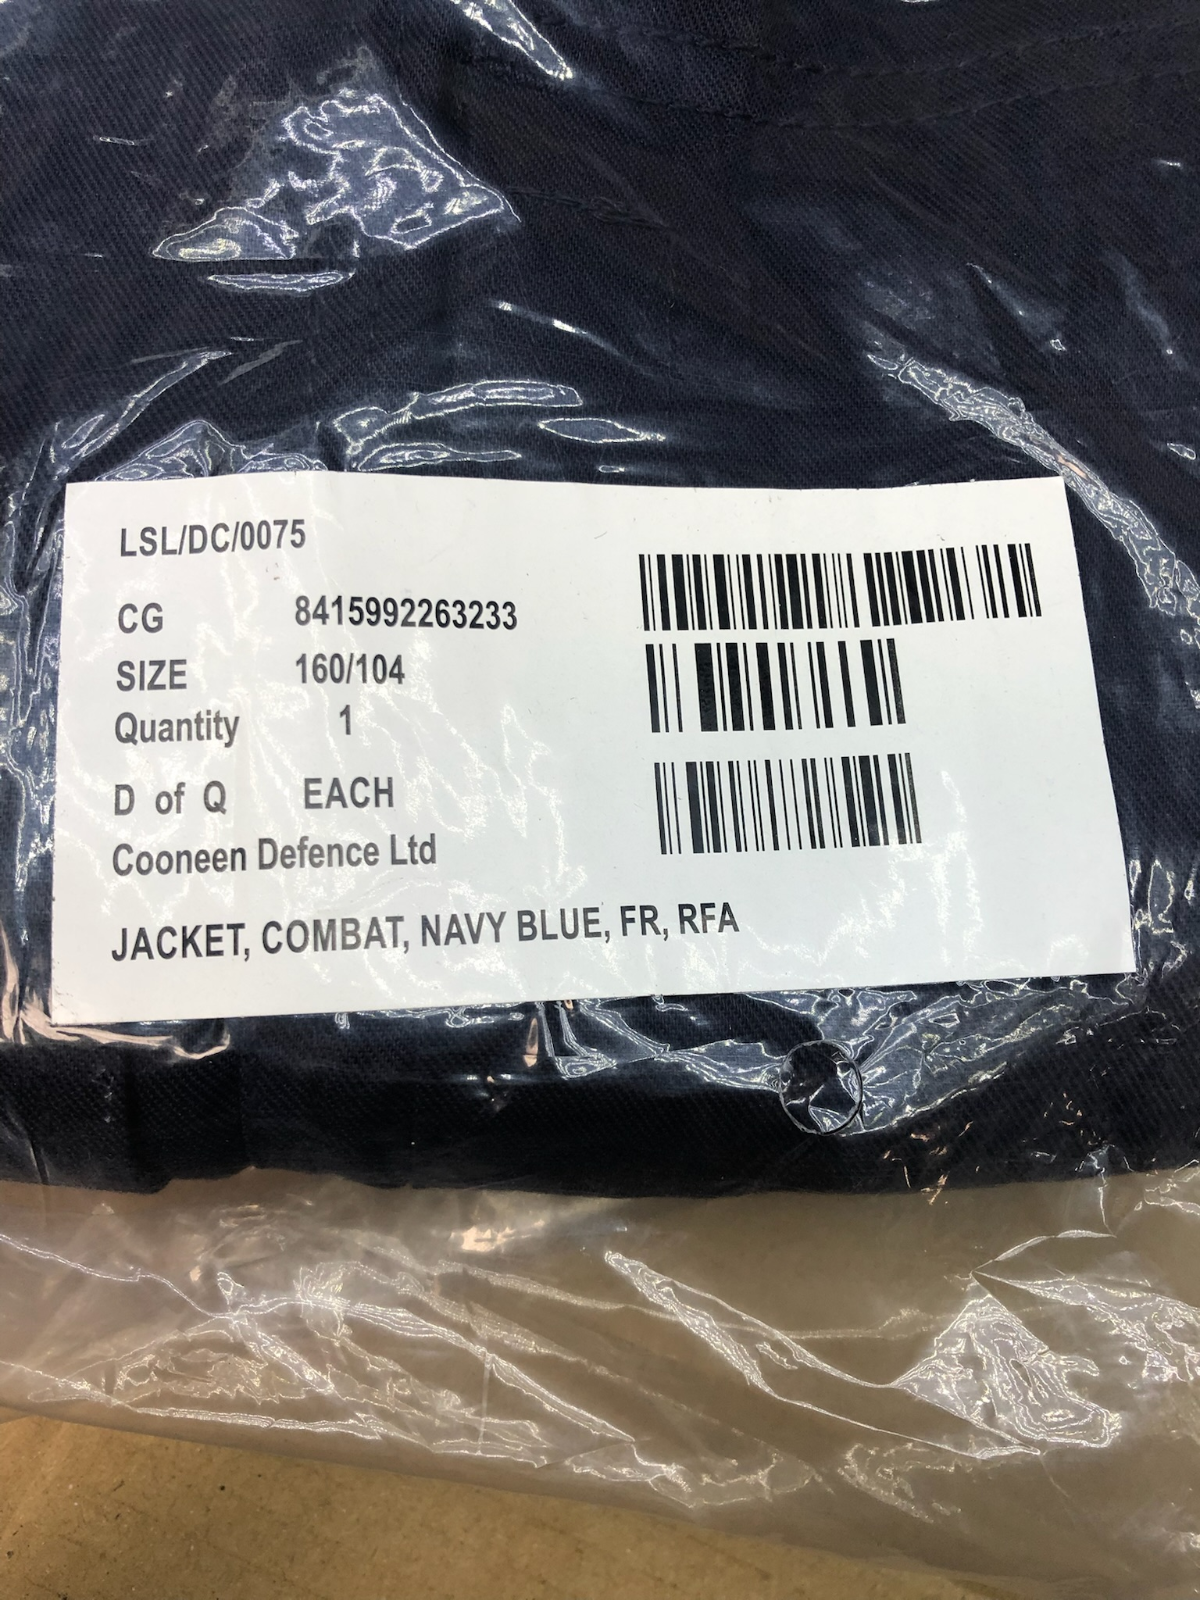 LSL/DC/0075
CG 8415992263233
SIZE 160/104
Quantity 1
D of Q EACH
Cooneen Defence Ltd
JACKET, COMBAT, NAVY BLUE, FR, RFA